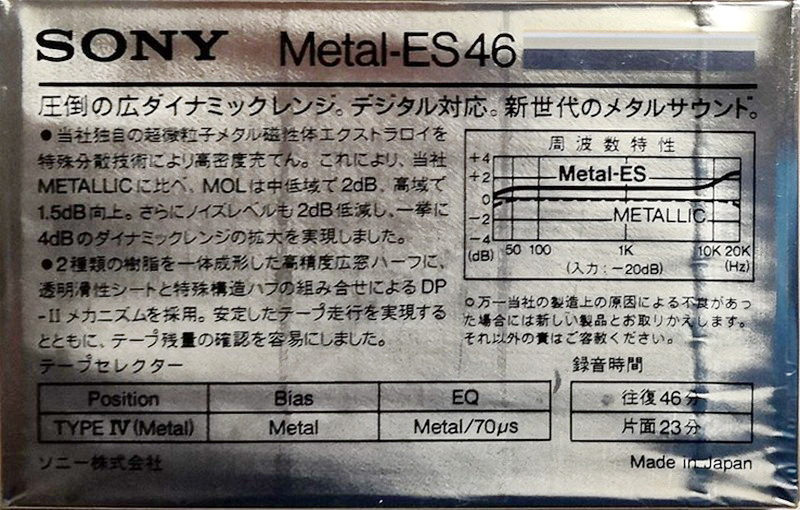 SONY Metal-ES 46
圧倒の広ダイナミックレンジ。デジタル対応。新世代のメタルサウンド。
●当社独自の超微粒子メタル磁性体エクストラロイを
特殊分散技術により高密度充てん。これにより、当社
METALLICに比べ、MOLは中低域で2dB、高域で
1.5dB向上。さらにノイズレベルも2dB低減し、一挙に
4dBのダイナミックレンジの拡大を実現しました。
●2種類の樹脂を一体成形した高精度広窓ハーフに、
透明滑性シートと特殊構造ハブの組み合せによるDP
-IIメカニズムを採用。安定したテープ走行を実現する
とともに、テープ残量の確認を容易にしました。
周波数特性
+4
+2
0
-2
-4
(dB)
Metal-ES
METALLIC
50 100 1K 10K 20K
(入力:-20dB) (Hz)
○万一当社の製造上の原因による不良があっ
た場合には新しい製品とお取りかえします。
それ以外の責はご容赦ください。
テープセレクター
Position Bias EQ
TYPE IV (Metal) Metal Metal/70μs
録音時間
往復46分
片面23分
ソニー株式会社
Made in Japan